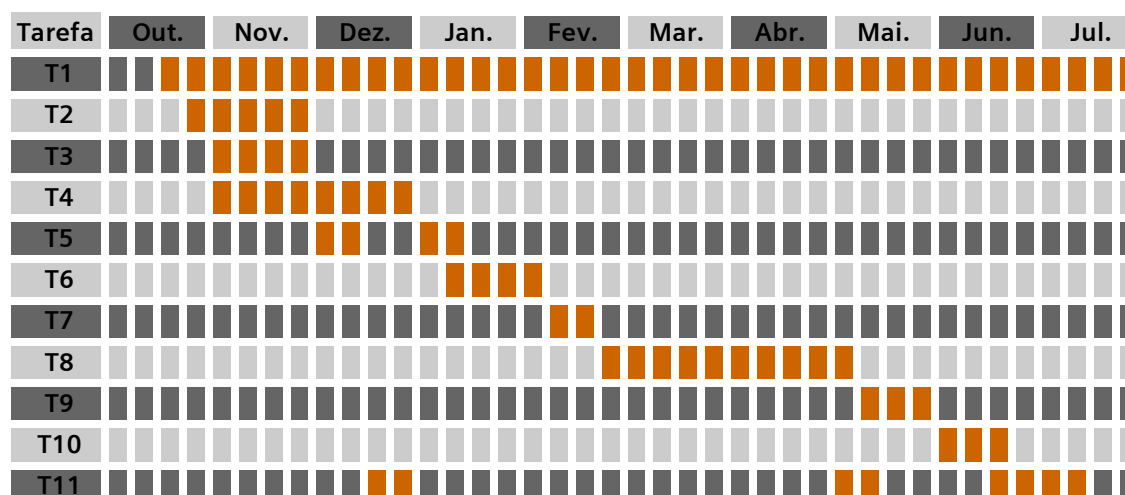 Tarefa Out. Nov. Dez. Jan. Fev. Mar. Abr. Mai. Jun. Jul.
T1
T2
T3
T4
T5
T6
T7
T8
T9
T10
T11